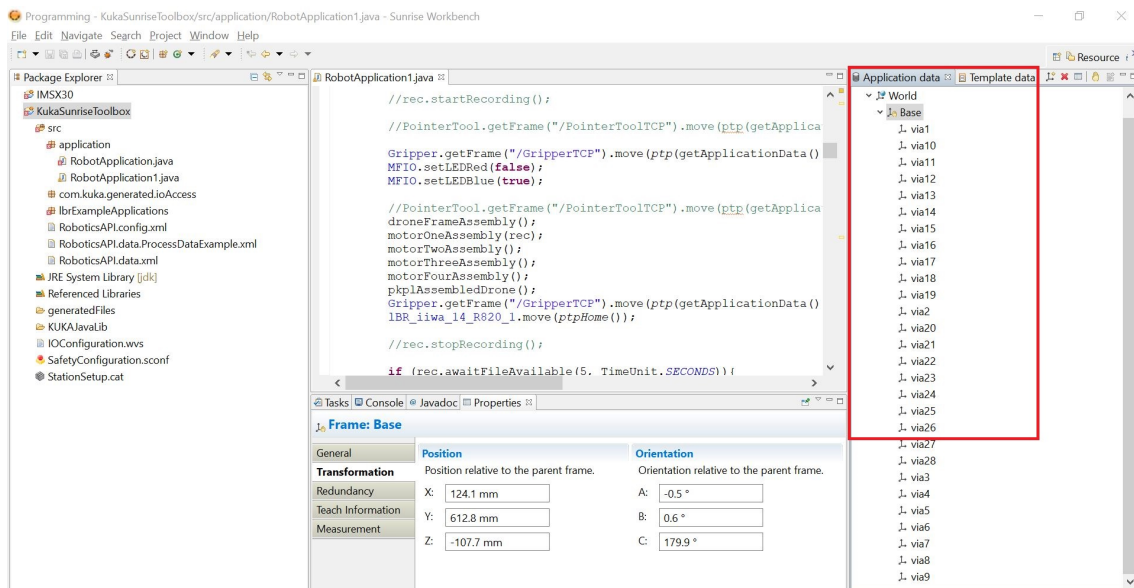 Programming - KukaSunriseToolbox/src/application/RobotApplication1.java - Sunrise Workbench
File Edit Navigate Search Project Window Help
Resource
Package Explorer
IMSX30
KukaSunriseToolbox
src
application
RobotApplication.java
RobotApplication1.java
com.kuka.generated.ioAccess
lbrExampleApplications
RoboticsAPI.config.xml
RoboticsAPI.data.ProcessDataExample.xml
RoboticsAPI.data.xml
JRE System Library [jdk]
Referenced Libraries
generatedFiles
KUKAJavaLib
IOConfiguration.wvs
SafetyConfiguration.sconf
StationSetup.cat
RobotApplication1.java
//rec.startRecording();
//PointerTool.getFrame("/PointerToolTCP").move(ptp(getApplica
Gripper.getFrame("/GripperTCP").move(ptp(getApplicationData()
MFIO.setLEDRed(false);
MFIO.setLEDBlue(true);
//PointerTool.getFrame("/PointerToolTCP").move(ptp(getApplica
droneFrameAssembly();
motorOneAssembly(rec);
motorTwoAssembly();
motorThreeAssembly();
motorFourAssembly();
pkplAssembledDrone();
Gripper.getFrame("/GripperTCP").move(ptp(getApplicationData()
lBR_iiwa_14_R820_1.move(ptpHome());
//rec.stopRecording();
if (rec.awaitFileAvailable(5, TimeUnit.SECONDS)){
Tasks Console Javadoc Properties
Frame: Base
General
Transformation
Redundancy
Teach Information
Measurement
Position
Position relative to the parent frame.
X: 124.1 mm
Y: 612.8 mm
Z: -107.7 mm
Orientation
Orientation relative to the parent frame.
A: -0.5 °
B: 0.6 °
C: 179.9 °
Application data Template data
World
Base
via1
via10
via11
via12
via13
via14
via15
via16
via17
via18
via19
via2
via20
via21
via22
via23
via24
via25
via26
via27
via28
via3
via4
via5
via6
via7
via8
via9